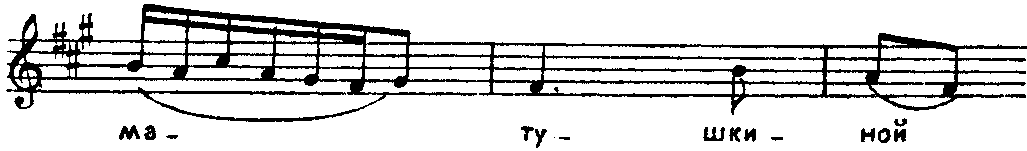 ма- ту- шки- ной